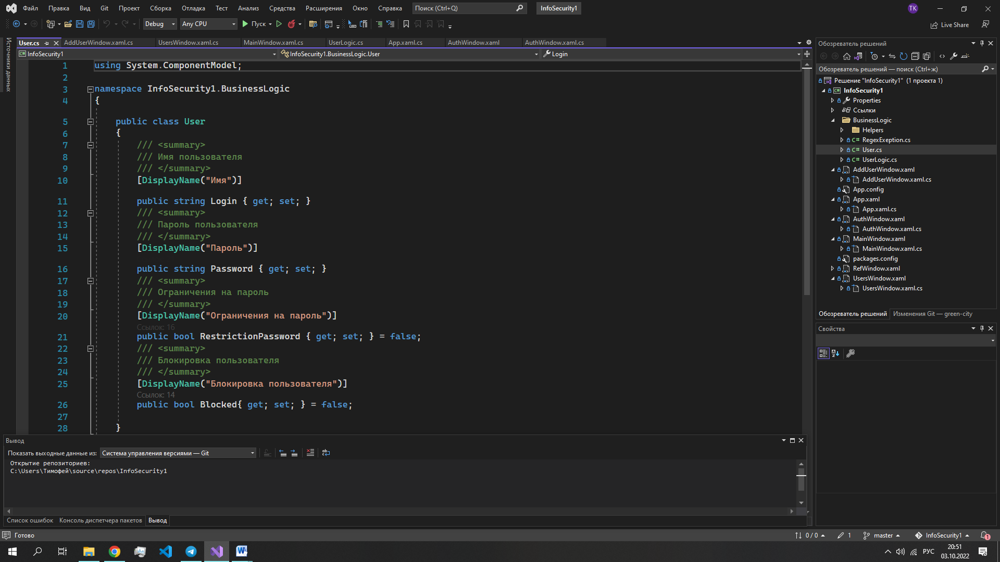 Файл Правка Вид Git Проект Сборка Отладка Тест Анализ Средства Расширения Окно Справка Поиск (Ctrl+Q) InfoSecurity1 TK
Debug Any CPU Пуск Live Share
Источники данных
User.cs AddUserWindow.xaml.cs UsersWindow.xaml.cs MainWindow.xaml.cs UserLogic.cs App.xaml.cs AuthWindow.xaml AuthWindow.xaml.cs
InfoSecurity1 InfoSecurity1.BusinessLogic.User Login
1 using System.ComponentModel;
2
3 namespace InfoSecurity1.BusinessLogic
4 {
5 public class User
6 {
7 /// <summary>
8 /// Имя пользователя
9 /// </summary>
10 [DisplayName("Имя")]
11 public string Login { get; set; }
12 /// <summary>
13 /// Пароль пользователя
14 /// </summary>
15 [DisplayName("Пароль")]
16 public string Password { get; set; }
17 /// <summary>
18 /// Ограничения на пароль
19 /// </summary>
20 [DisplayName("Ограничения на пароль")]
Ссылок: 16
21 public bool RestrictionPassword { get; set; } = false;
22 /// <summary>
23 /// Блокировка пользователя
24 /// </summary>
25 [DisplayName("Блокировка пользователя")]
Ссылок: 14
26 public bool Blocked{ get; set; } = false;
27
28 }
Вывод
Показать выходные данные из: Система управления версиями — Git
Открытие репозиториев:
C:\Users\Тимофей\source\repos\InfoSecurity1
Список ошибок Консоль диспетчера пакетов Вывод
Обозреватель решений
Обозреватель решений — поиск (Ctrl+ж)
Решение "InfoSecurity1" (1 проекта 1)
C# InfoSecurity1
Properties
Ссылки
BusinessLogic
Helpers
C# RegexExeption.cs
C# User.cs
C# UserLogic.cs
AddUserWindow.xaml
AddUserWindow.xaml.cs
App.config
App.xaml
App.xaml.cs
AuthWindow.xaml
AuthWindow.xaml.cs
MainWindow.xaml
MainWindow.xaml.cs
packages.config
RefWindow.xaml
UsersWindow.xaml
UsersWindow.xaml.cs
Обозреватель решений Изменения Git — green-city
Свойства
Готово 0 / 0 1 master InfoSecurity1 1
РУС 20:51
03.10.2022